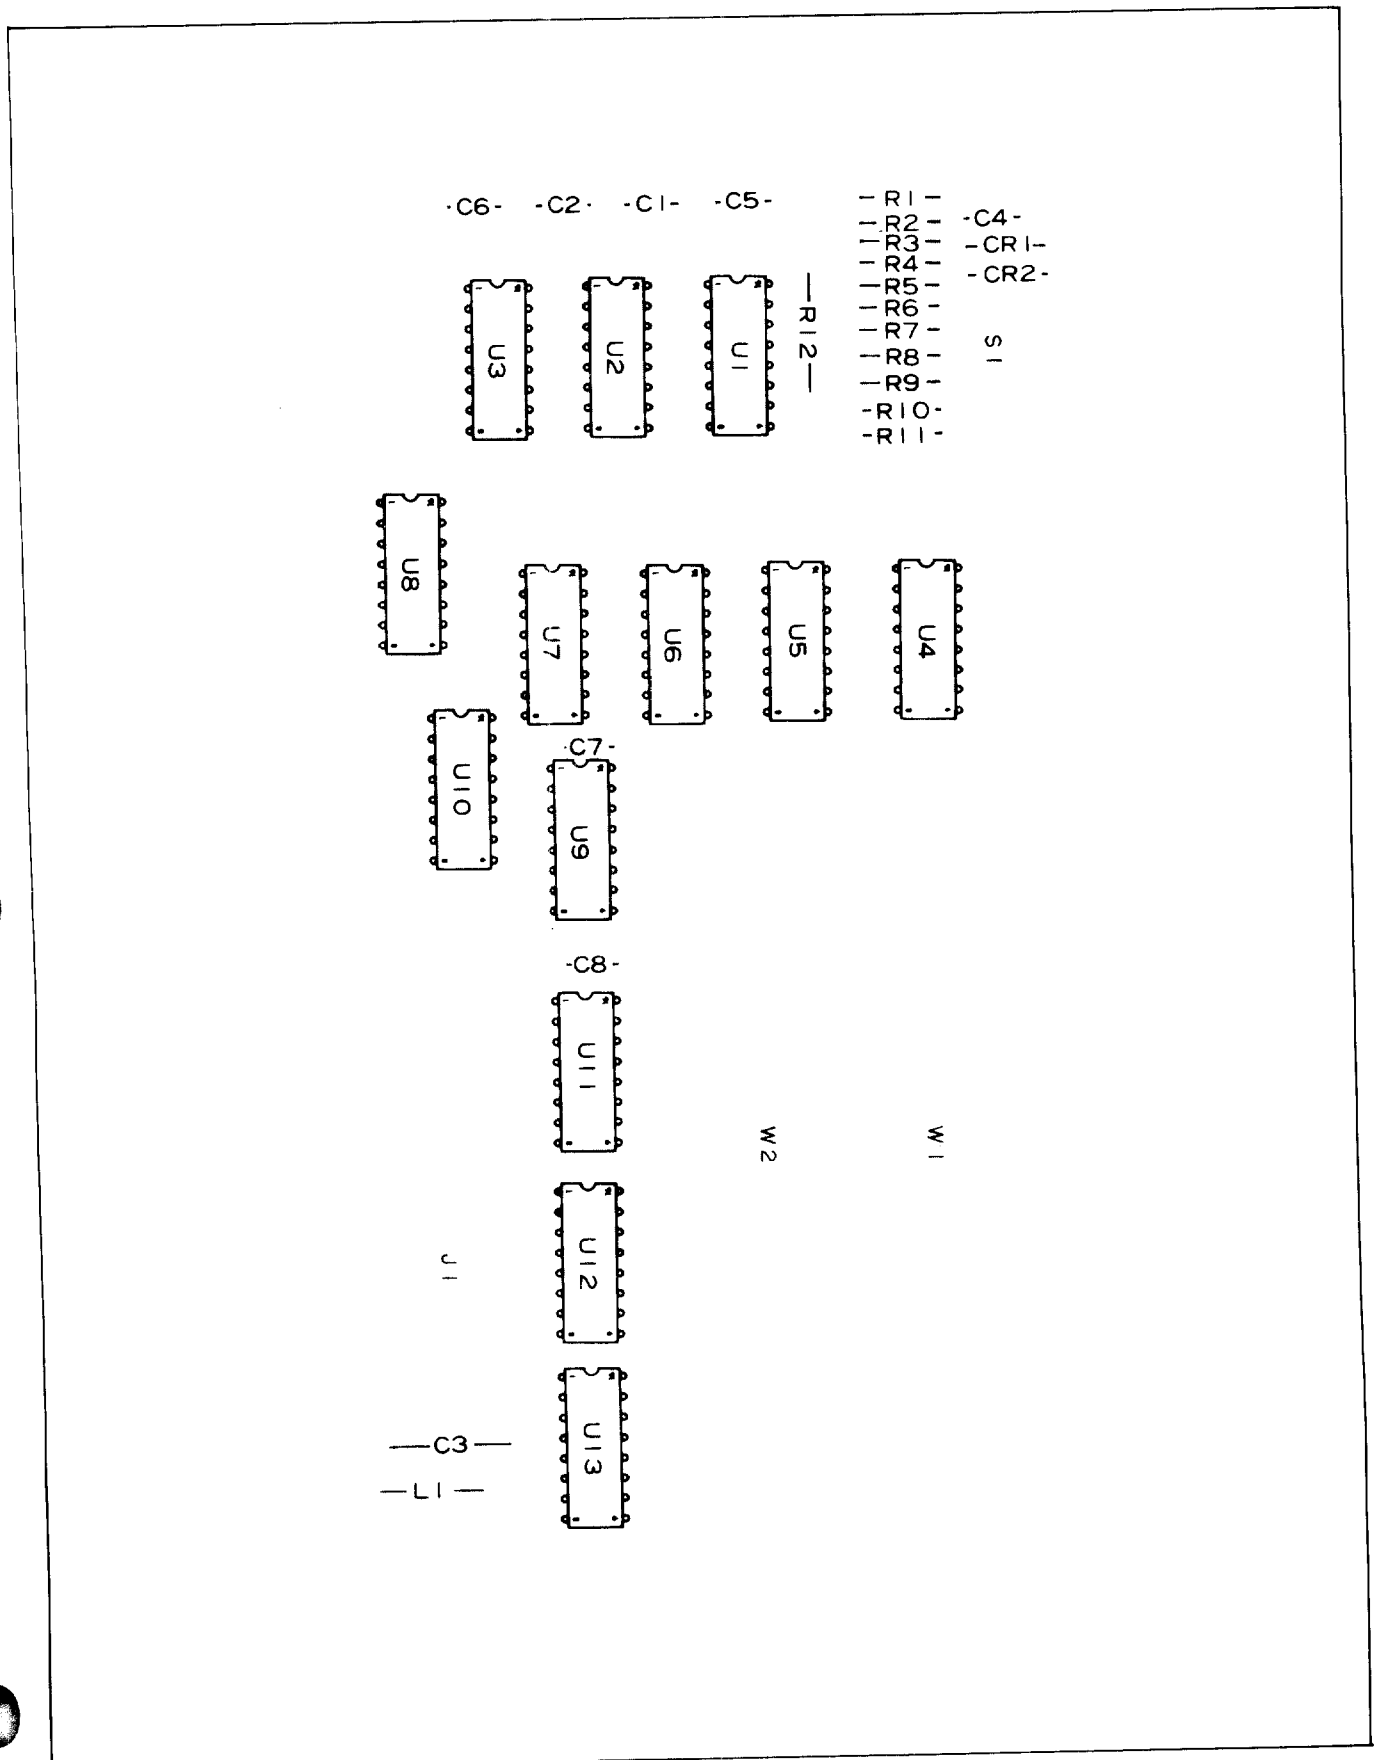 -C6- -C2- -C1- -C5-
-R1-
-R2- -C4-
-R3- -CR1-
-R4-
-R5- -CR2-
-R6-
-R7-
-R8-
-R9-
-R10-
-R11-
-R12-
S1
U3 U2 U1
U8
U7 U6 U5 U4
-C7-
U10
U9
-C8-
U11
W2 W1
U12
J1
U13
-C3-
-L1-